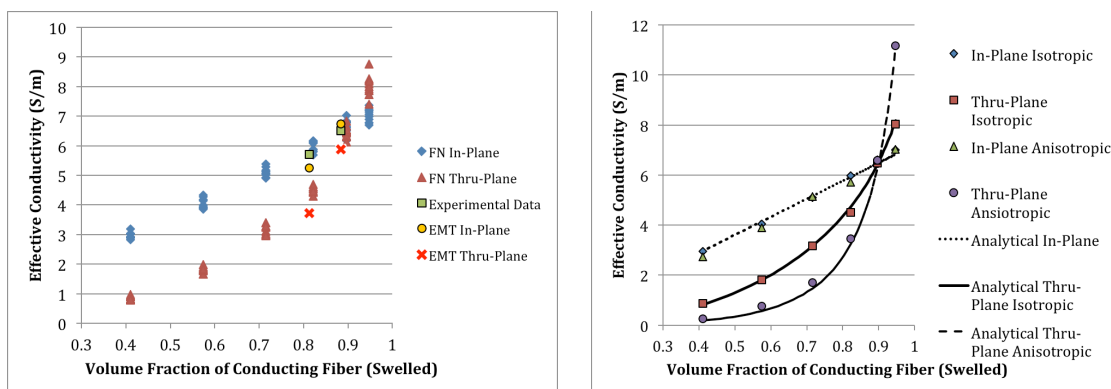 10
9
8
7
6
5
4
3
2
1
0
0.3 0.4 0.5 0.6 0.7 0.8 0.9 1
Effective Conductivity (S/m)
Volume Fraction of Conducting Fiber (Swelled)
FN In-Plane
FN Thru-Plane
Experimental Data
EMT In-Plane
EMT Thru-Plane
12
10
8
6
4
2
0
0.3 0.4 0.5 0.6 0.7 0.8 0.9 1
Effective Conductivity (S/m)
Volume Fraction of Conducting Fiber (Swelled)
In-Plane Isotropic
Thru-Plane
Isotropic
In-Plane Anisotropic
Thru-Plane
Ansiotropic
Analytical In-Plane
Analytical Thru-
Plane Isotropic
Analytical Thru-
Plane Anisotropic